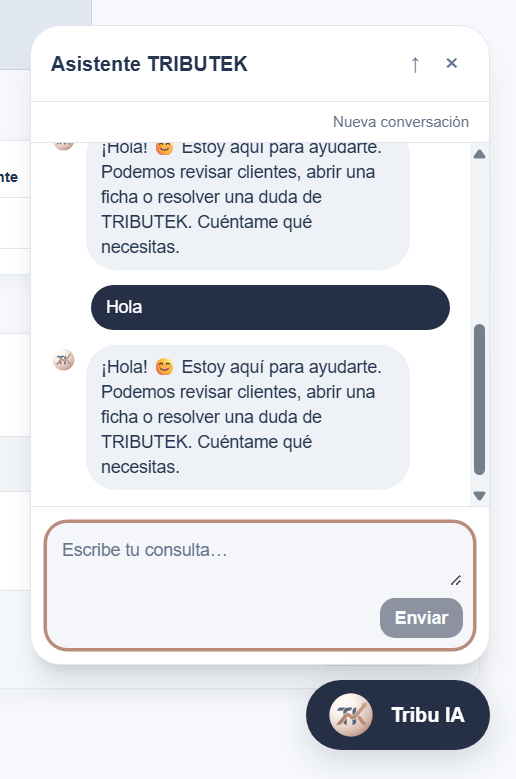 Asistente TRIBUTEK
Nueva conversación
nte
¡Hola! 😊 Estoy aquí para ayudarte.
Podemos revisar clientes, abrir una
ficha o resolver una duda de
TRIBUTEK. Cuéntame qué
necesitas.
Hola
¡Hola! 😊 Estoy aquí para ayudarte.
Podemos revisar clientes, abrir una
ficha o resolver una duda de
TRIBUTEK. Cuéntame qué
necesitas.
Escribe tu consulta…
Enviar
TK
Tribu IA